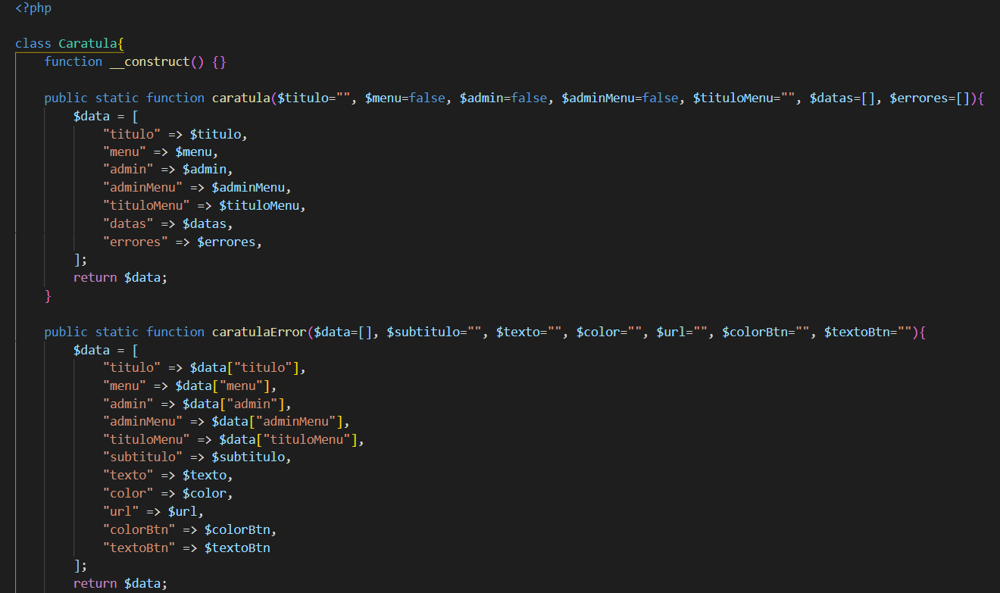 <?php
class Caratula{
function __construct() {}
public static function caratula($titulo="", $menu=false, $admin=false, $adminMenu=false, $tituloMenu="", $datas=[], $errores=[]){
$data = [
"titulo" => $titulo,
"menu" => $menu,
"admin" => $admin,
"adminMenu" => $adminMenu,
"tituloMenu" => $tituloMenu,
"datas" => $datas,
"errores" => $errores,
];
return $data;
}
public static function caratulaError($data=[], $subtitulo="", $texto="", $color="", $url="", $colorBtn="", $textoBtn=""){
$data = [
"titulo" => $data["titulo"],
"menu" => $data["menu"],
"admin" => $data["admin"],
"adminMenu" => $data["adminMenu"],
"tituloMenu" => $data["tituloMenu"],
"subtitulo" => $subtitulo,
"texto" => $texto,
"color" => $color,
"url" => $url,
"colorBtn" => $colorBtn,
"textoBtn" => $textoBtn
];
return $data;